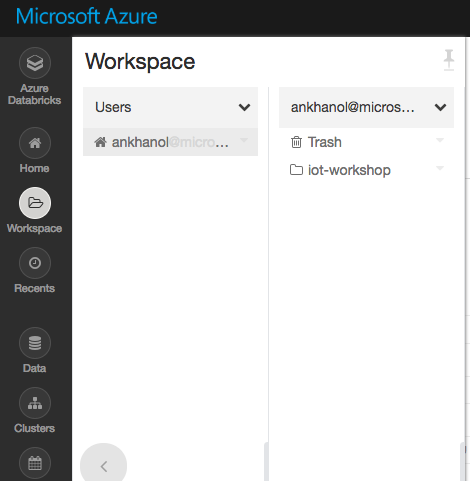 Microsoft Azure
Azure
Databricks
Home
Workspace
Recents
Data
Clusters
Workspace
Users
ankhanol@micro...
ankhanol@micros...
Trash
iot-workshop